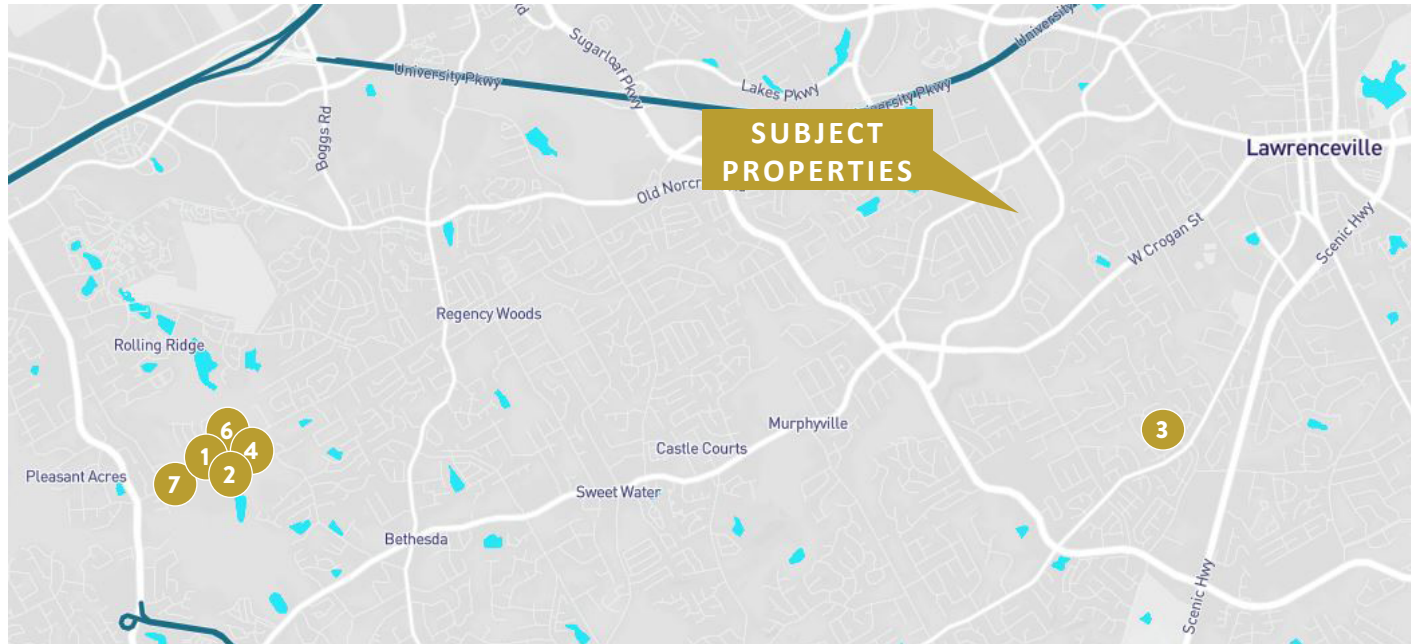 Sugarloaf Pkwy
University
University Pkwy
Lakes Pkwy
University Pkwy
Boggs Rd
SUBJECT
PROPERTIES
Lawrenceville
Old Norcr
W Crogan St
Scenic Hwy
Regency Woods
Rolling Ridge
6
Murphyville
3
1
4
Castle Courts
2
Pleasant Acres
7
Sweet Water
Bethesda
Scenic Hwy